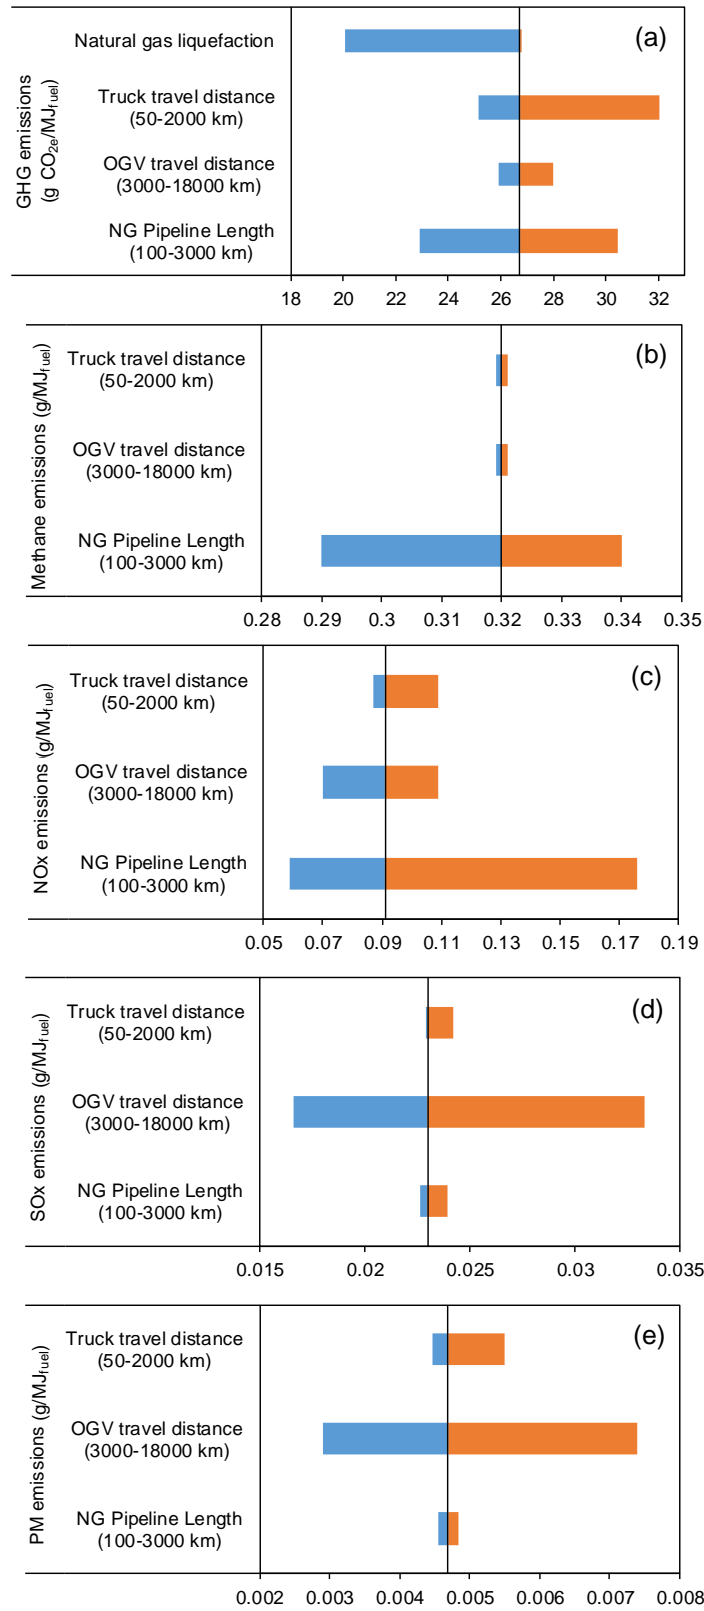 (a)
GHG emissions
(g CO2e/MJfuel)
Natural gas liquefaction
Truck travel distance
(50-2000 km)
OGV travel distance
(3000-18000 km)
NG Pipeline Length
(100-3000 km)
18 20 22 24 26 28 30 32
(b)
Methane emissions (g/MJfuel)
Truck travel distance
(50-2000 km)
OGV travel distance
(3000-18000 km)
NG Pipeline Length
(100-3000 km)
0.28 0.29 0.3 0.31 0.32 0.33 0.34 0.35
(c)
NOx emissions (g/MJfuel)
Truck travel distance
(50-2000 km)
OGV travel distance
(3000-18000 km)
NG Pipeline Length
(100-3000 km)
0.05 0.07 0.09 0.11 0.13 0.15 0.17 0.19
(d)
SOx emissions (g/MJfuel)
Truck travel distance
(50-2000 km)
OGV travel distance
(3000-18000 km)
NG Pipeline Length
(100-3000 km)
0.015 0.02 0.025 0.03 0.035
(e)
PM emissions (g/MJfuel)
Truck travel distance
(50-2000 km)
OGV travel distance
(3000-18000 km)
NG Pipeline Length
(100-3000 km)
0.002 0.003 0.004 0.005 0.006 0.007 0.008